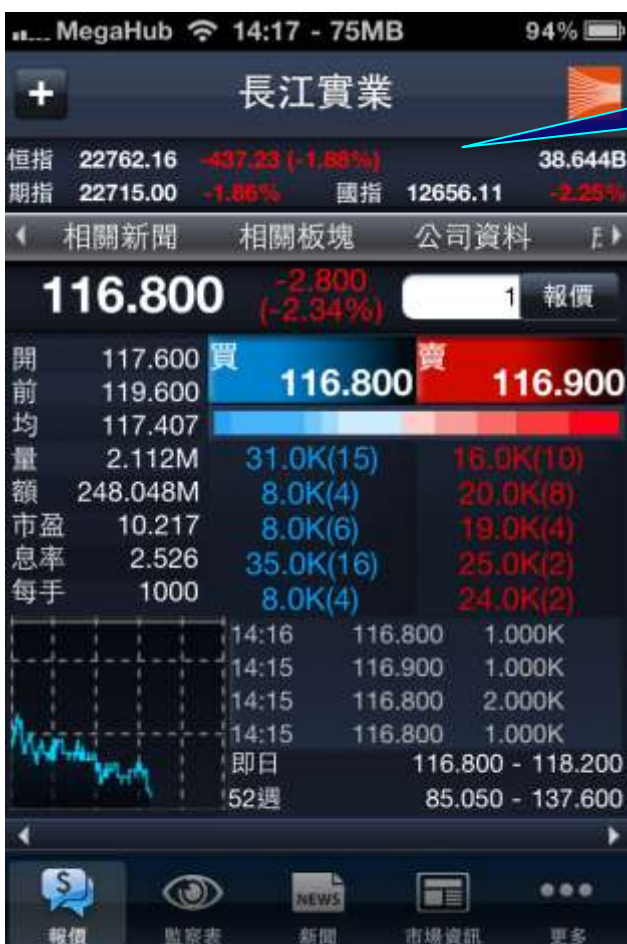 MegaHub 14:17 - 75MB 94%
+ 長江實業
恒指 22762.16 -437.23 (-1.88%) 38.644B
期指 22715.00 -1.86% 國指 12656.11 -2.25%
相關新聞 相關板塊 公司資料
116.800 -2.800 (-2.34%) 1 報價
開 117.600 買 116.800 賣 116.900
前 119.600
均 117.407
量 2.112M 31.0K(15) 16.0K(10)
額 248.048M 8.0K(4) 20.0K(8)
市盈 10.217 8.0K(6) 19.0K(4)
息率 2.526 35.0K(16) 25.0K(2)
每手 1000 8.0K(4) 24.0K(2)
14:16 116.800 1.000K
14:15 116.900 1.000K
14:15 116.800 2.000K
14:15 116.800 1.000K
即日 116.800 - 118.200
52週 85.050 - 137.600
S NEWS
報價 監察表 新聞 市場資訊 更多